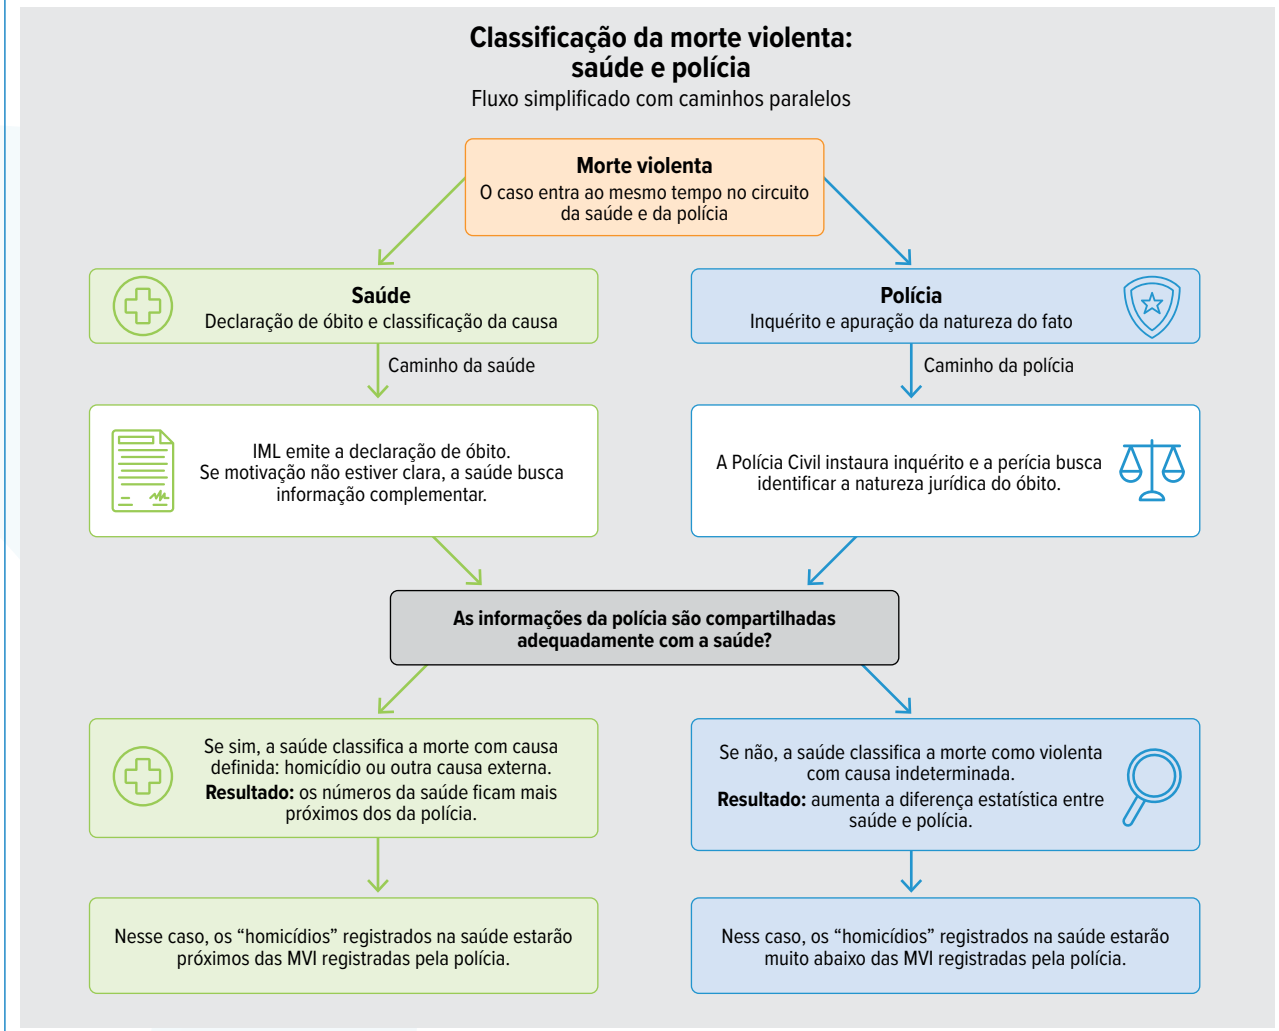 Classificação da morte violenta:
saúde e polícia
Fluxo simplificado com caminhos paralelos
Morte violenta
O caso entra ao mesmo tempo no circuito
da saúde e da polícia
Saúde
Declaração de óbito e classificação da causa
Polícia
Inquérito e apuração da natureza do fato
Caminho da saúde
Caminho da polícia
IML emite a declaração de óbito.
Se motivação não estiver clara, a saúde busca
informação complementar.
A Polícia Civil instaura inquérito e a perícia busca
identificar a natureza jurídica do óbito.
As informações da polícia são compartilhadas
adequadamente com a saúde?
Se sim, a saúde classifica a morte com causa
definida: homicídio ou outra causa externa.
Resultado: os números da saúde ficam mais
próximos dos da polícia.
Se não, a saúde classifica a morte como violenta
com causa indeterminada.
Resultado: aumenta a diferença estatística entre
saúde e polícia.
Nesse caso, os “homicídios” registrados na saúde estarão
próximos das MVI registradas pela polícia.
Ness caso, os “homicídios” registrados na saúde estarão
muito abaixo das MVI registradas pela polícia.